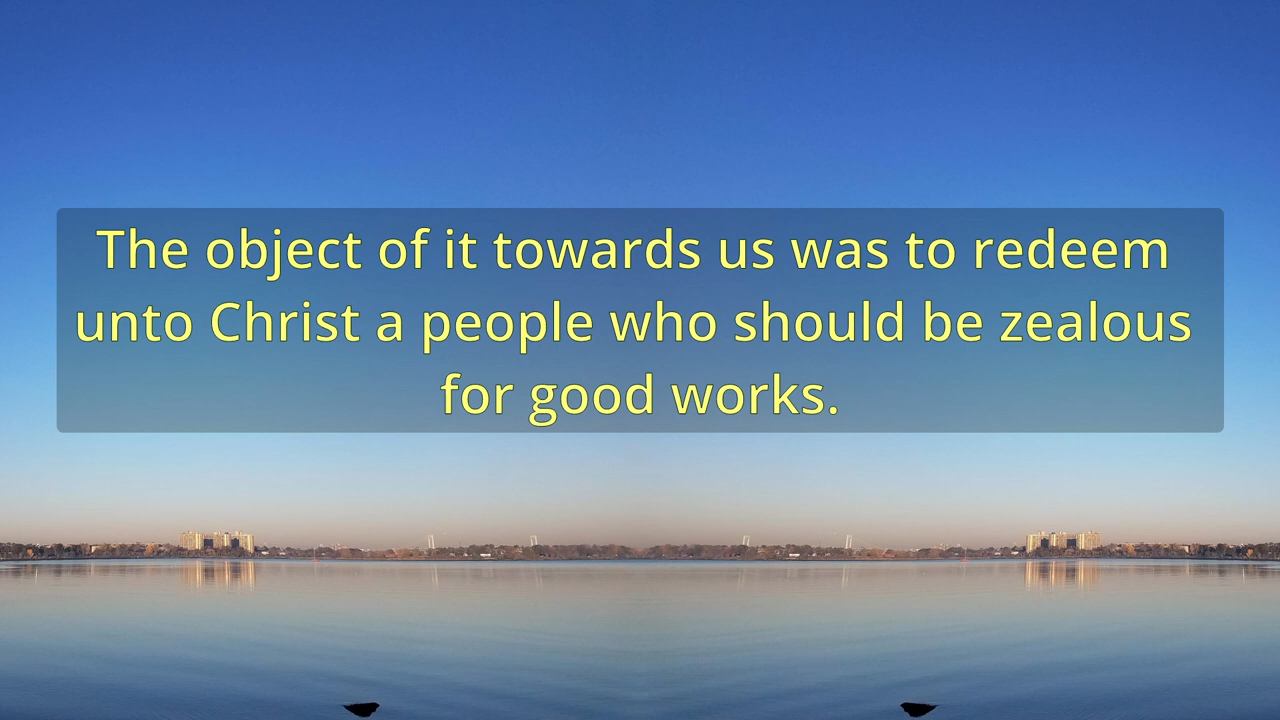 The object of it towards us was to redeem
unto Christ a people who should be zealous
for good works.